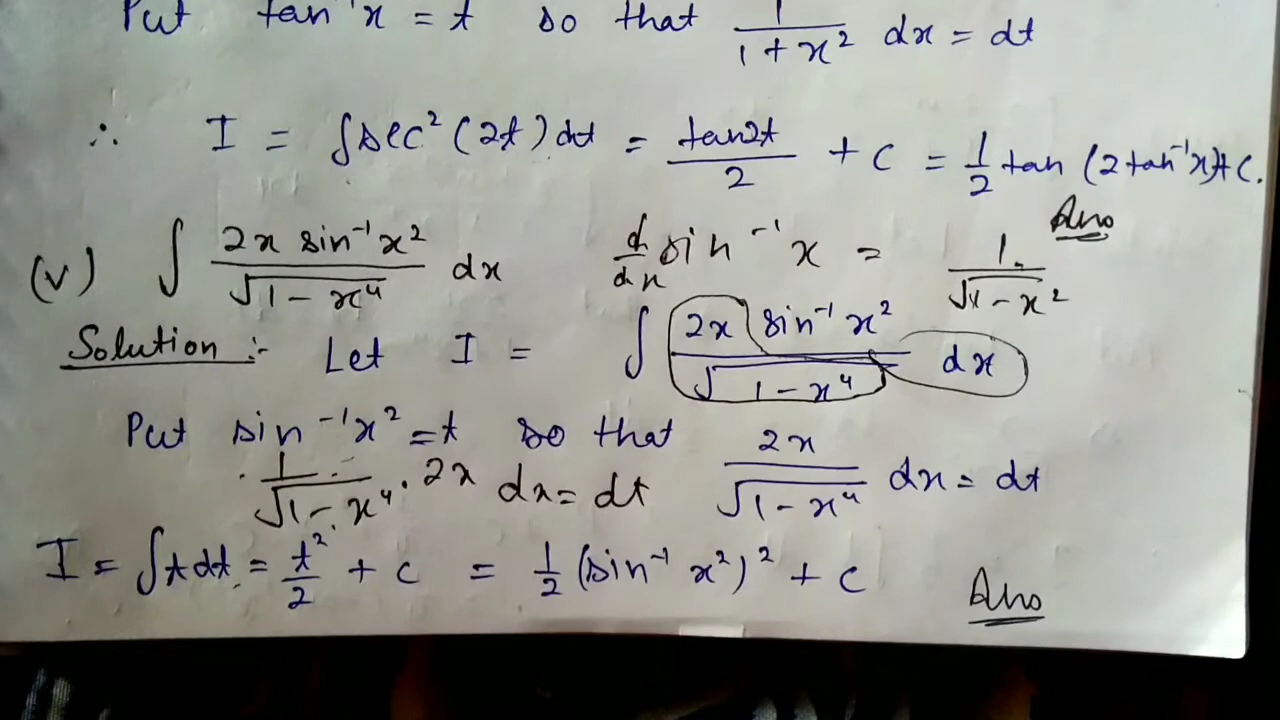 Put tan⁻¹x = t so that 1/(1+x²) dx = dt
∴ I = ∫sec²(2t)dt = tan2t/2 + c = 1/2 tan(2tan⁻¹x)+c.
Ans
(v) ∫ 2x sin⁻¹x²/√(1-x⁴) dx d/dx sin⁻¹x = 1/√(1-x²)
Solution :- Let I = ∫ 2x sin⁻¹x²/√(1-x⁴) dx
Put sin⁻¹x² = t so that 2x/√(1-x⁴) dx = dt
1/√(1-x⁴) . 2x dx = dt
I = ∫t dt = t²/2 + c = 1/2 (sin⁻¹ x²)² + c
Ans